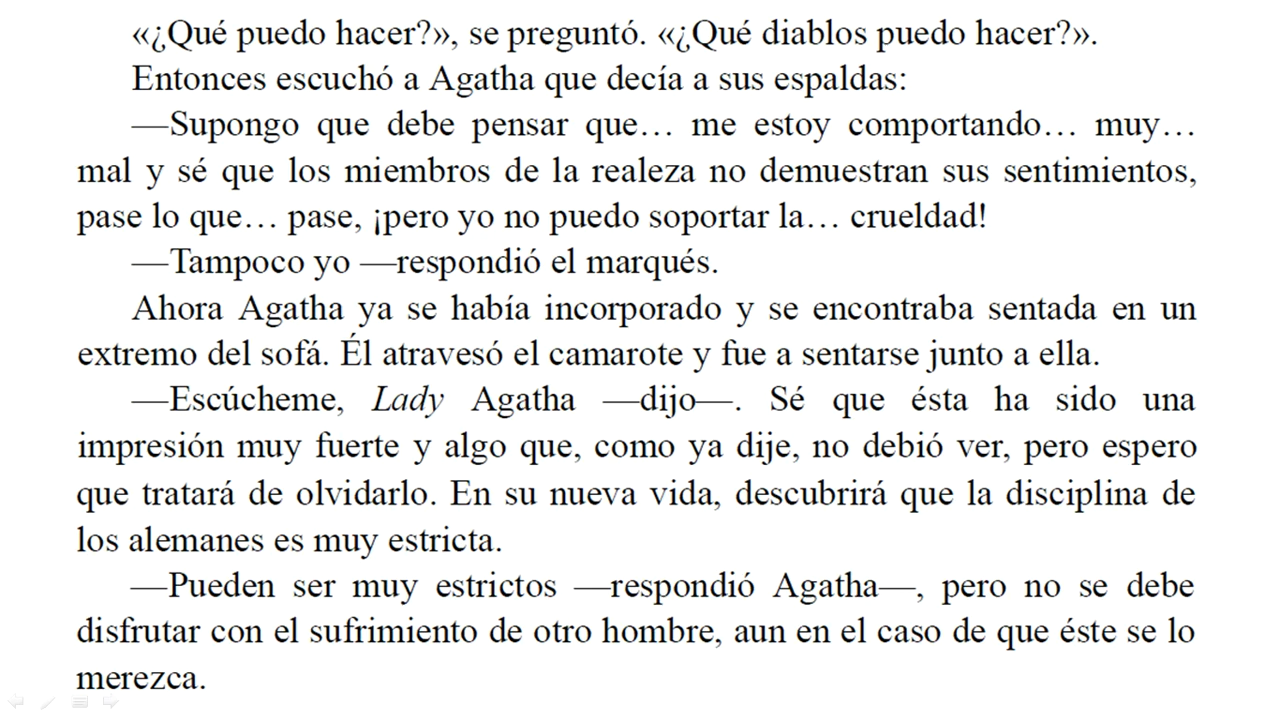 «¿Qué puedo hacer?», se preguntó. «¿Qué diablos puedo hacer?».
Entonces escuchó a Agatha que decía a sus espaldas:
—Supongo que debe pensar que… me estoy comportando… muy…
mal y sé que los miembros de la realeza no demuestran sus sentimientos,
pase lo que… pase, ¡pero yo no puedo soportar la… crueldad!
—Tampoco yo —respondió el marqués.
Ahora Agatha ya se había incorporado y se encontraba sentada en un
extremo del sofá. Él atravesó el camarote y fue a sentarse junto a ella.
—Escúcheme, Lady Agatha —dijo—. Sé que ésta ha sido una
impresión muy fuerte y algo que, como ya dije, no debió ver, pero espero
que tratará de olvidarlo. En su nueva vida, descubrirá que la disciplina de
los alemanes es muy estricta.
—Pueden ser muy estrictos —respondió Agatha—, pero no se debe
disfrutar con el sufrimiento de otro hombre, aun en el caso de que éste se lo
merezca.